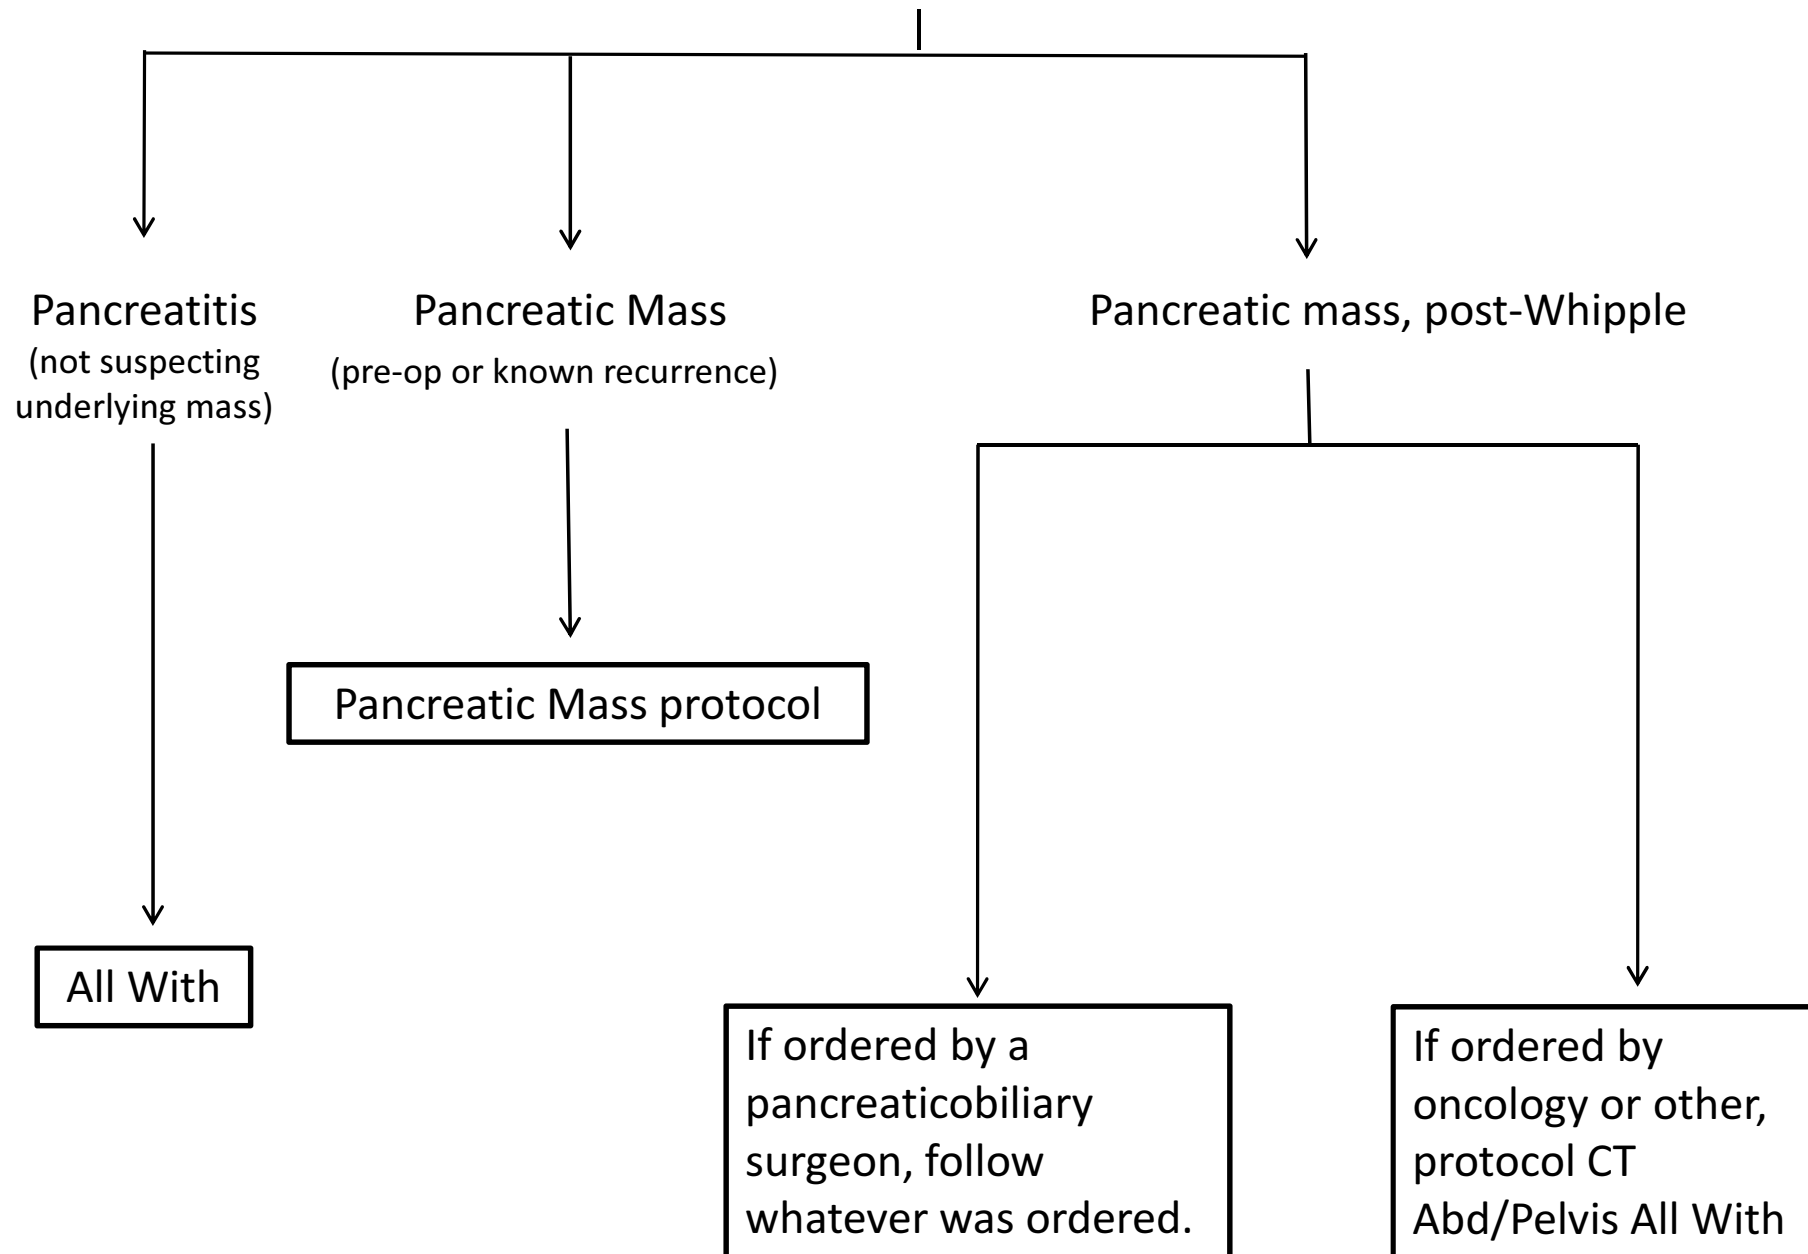 Pancreatitis
(not suspecting
underlying mass)
Pancreatic Mass
(pre-op or known recurrence)
Pancreatic mass, post-Whipple
Pancreatic Mass protocol
All With
If ordered by a
pancreaticobiliary
surgeon, follow
whatever was ordered.
If ordered by
oncology or other,
protocol CT
Abd/Pelvis All With